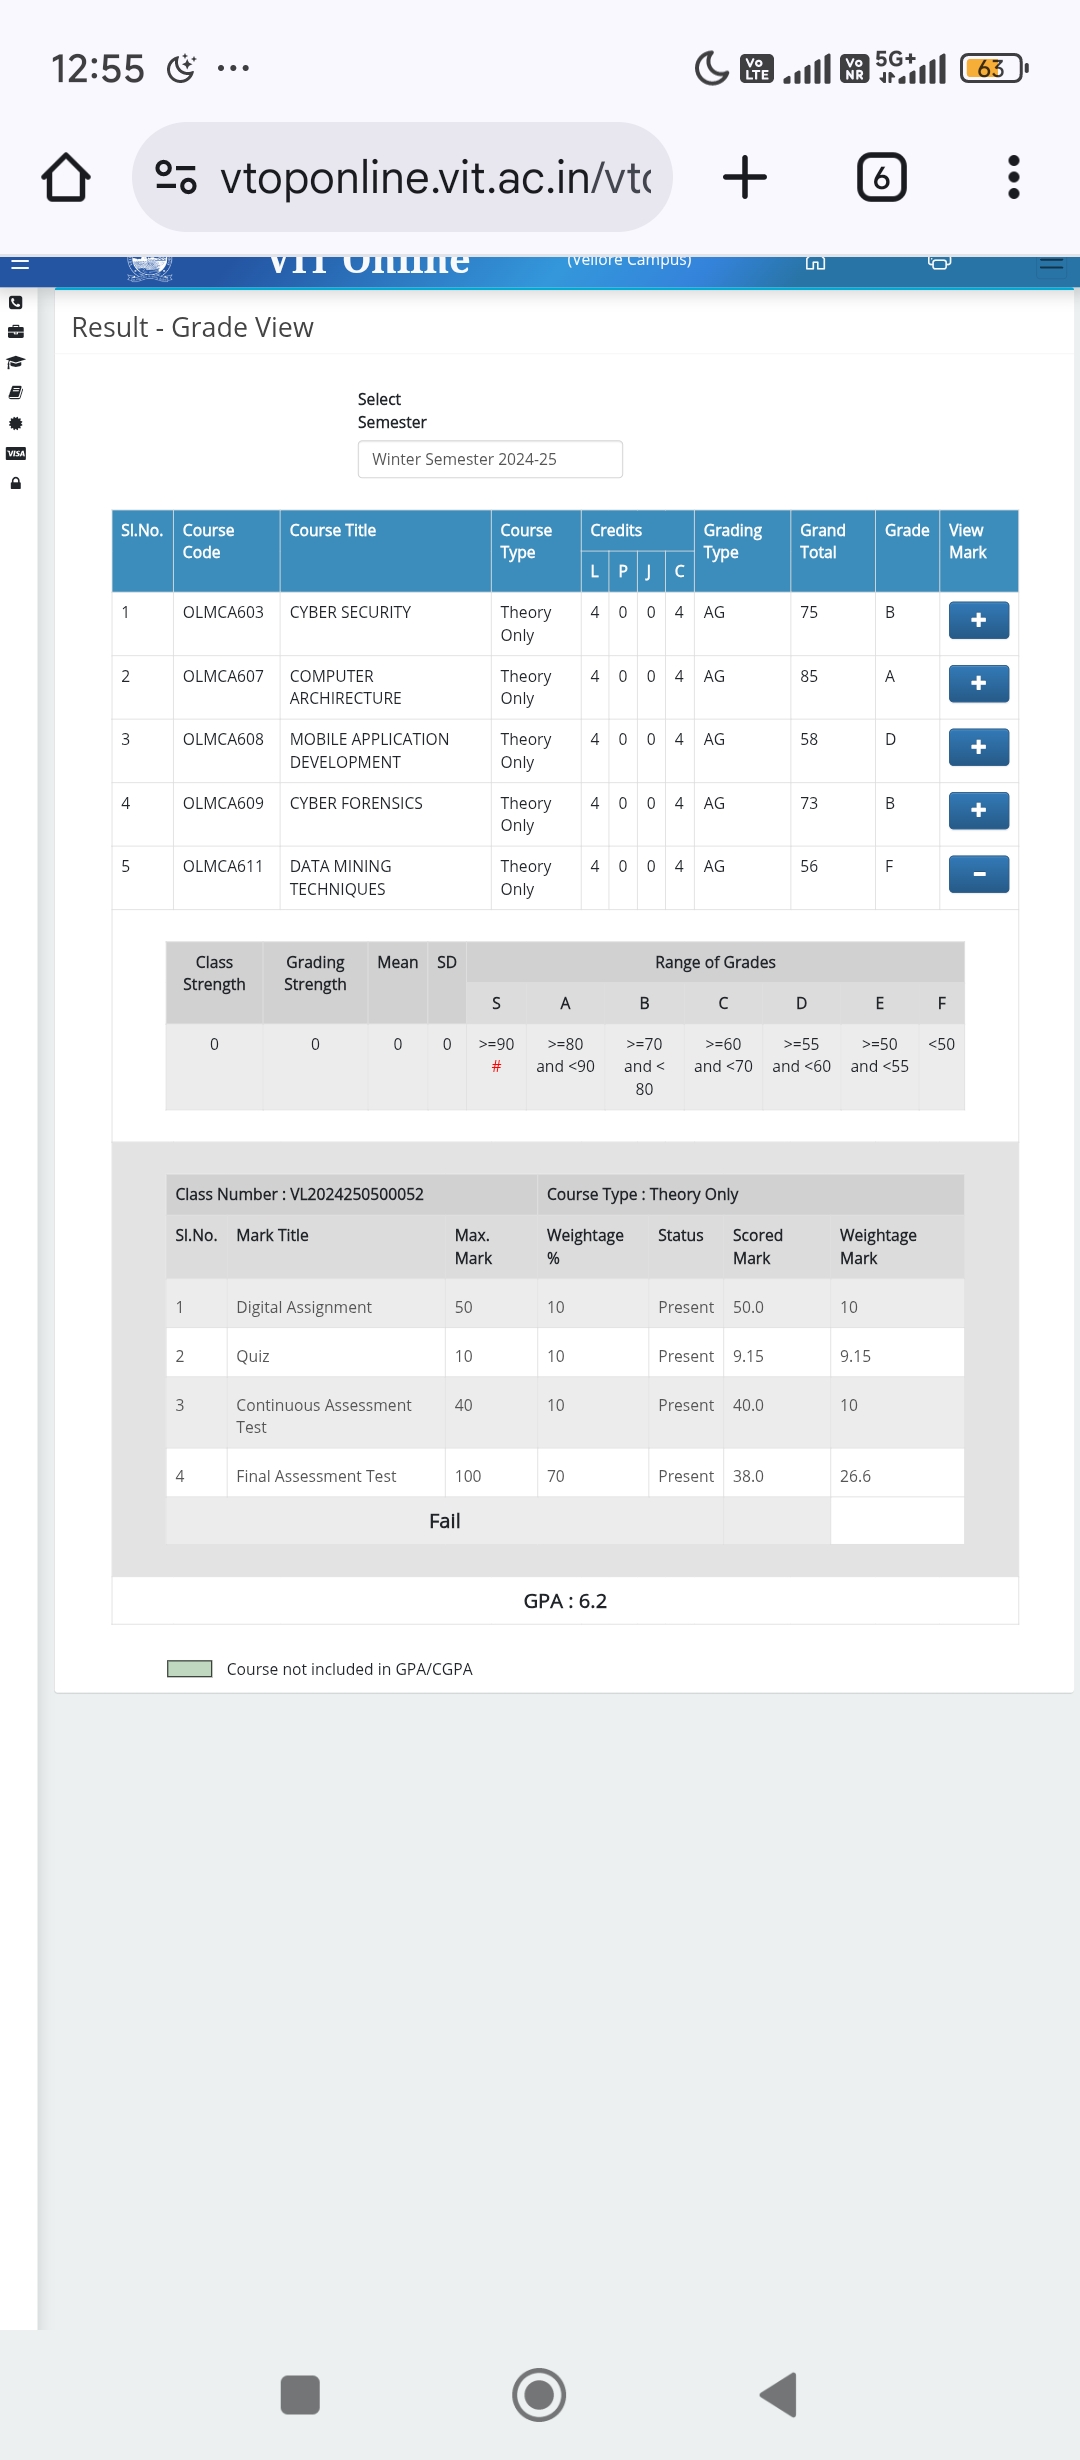 12:55 ... Vo LTE Vo NR 5G+ 63
vtoponline.vit.ac.in/vtc 6
VIT Online (Vellore Campus)
VISA
Result - Grade View
Select
Semester
Winter Semester 2024-25
Sl.No. Course Code Course Title Course Type Credits Grading Type Grand Total Grade View Mark
L P J C
1 OLMCA603 CYBER SECURITY Theory Only 4 0 0 4 AG 75 B
2 OLMCA607 COMPUTER ARCHIRECTURE Theory Only 4 0 0 4 AG 85 A
3 OLMCA608 MOBILE APPLICATION DEVELOPMENT Theory Only 4 0 0 4 AG 58 D
4 OLMCA609 CYBER FORENSICS Theory Only 4 0 0 4 AG 73 B
5 OLMCA611 DATA MINING TECHNIQUES Theory Only 4 0 0 4 AG 56 F
Class Strength Grading Strength Mean SD Range of Grades
S A B C D E F
0 0 0 0 >=90 # >=80 and <90 >=70 and < 80 >=60 and <70 >=55 and <60 >=50 and <55 <50
Class Number : VL2024250500052 Course Type : Theory Only
Sl.No. Mark Title Max. Mark Weightage % Status Scored Mark Weightage Mark
1 Digital Assignment 50 10 Present 50.0 10
2 Quiz 10 10 Present 9.15 9.15
3 Continuous Assessment Test 40 10 Present 40.0 10
4 Final Assessment Test 100 70 Present 38.0 26.6
Fail
GPA : 6.2
Course not included in GPA/CGPA